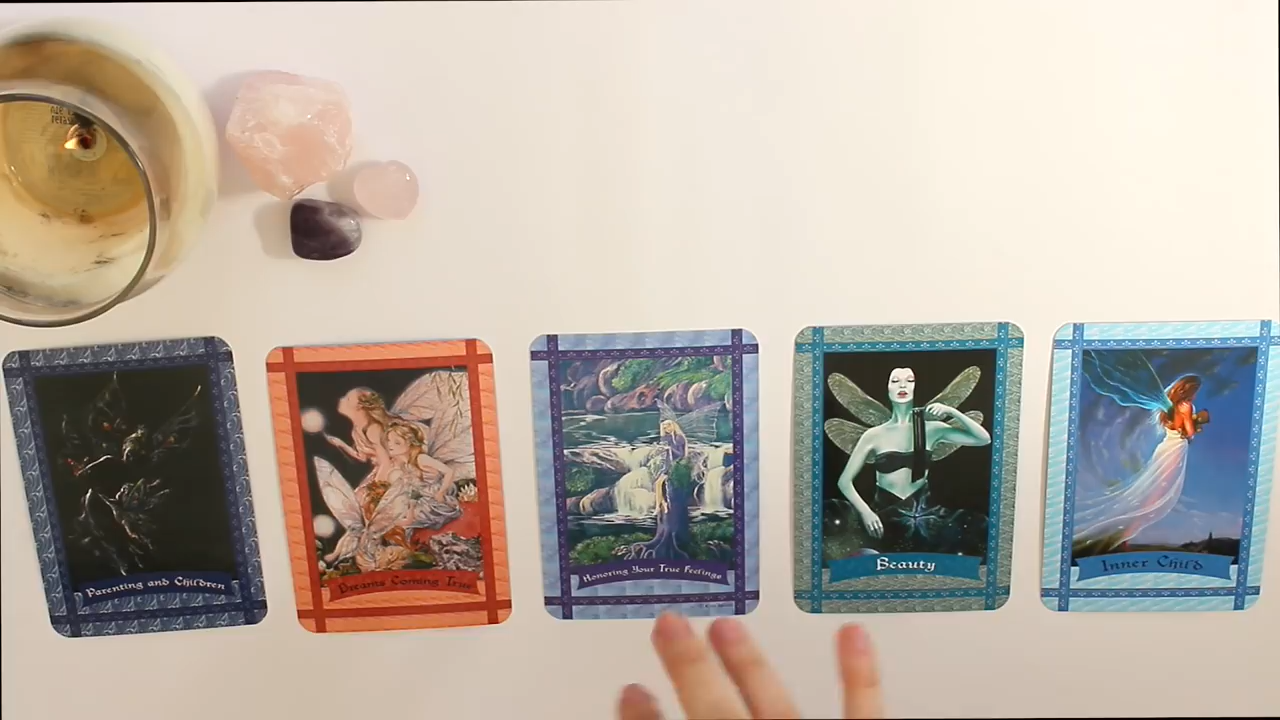 Parenting and Children
Dreams Coming True
Honoring Your True Feelings
Beauty
Inner Child